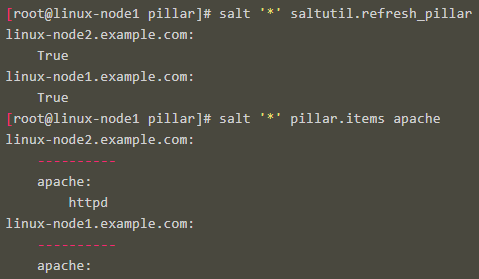 [root@linux-node1 pillar]# salt '*' saltutil.refresh_pillar
linux-node2.example.com:
    True
linux-node1.example.com:
    True
[root@linux-node1 pillar]# salt '*' pillar.items apache
linux-node2.example.com:
    ----------
    apache:
        httpd
linux-node1.example.com:
    ----------
    apache: